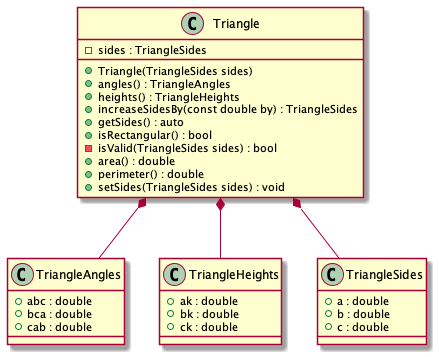 C Triangle
sides : TriangleSides
Triangle(TriangleSides sides)
angles() : TriangleAngles
heights() : TriangleHeights
increaseSidesBy(const double by) : TriangleSides
getSides() : auto
isRectangular() : bool
isValid(TriangleSides sides) : bool
area() : double
perimeter() : double
setSides(TriangleSides sides) : void
C TriangleAngles
abc : double
bca : double
cab : double
C TriangleHeights
ak : double
bk : double
ck : double
C TriangleSides
a : double
b : double
c : double